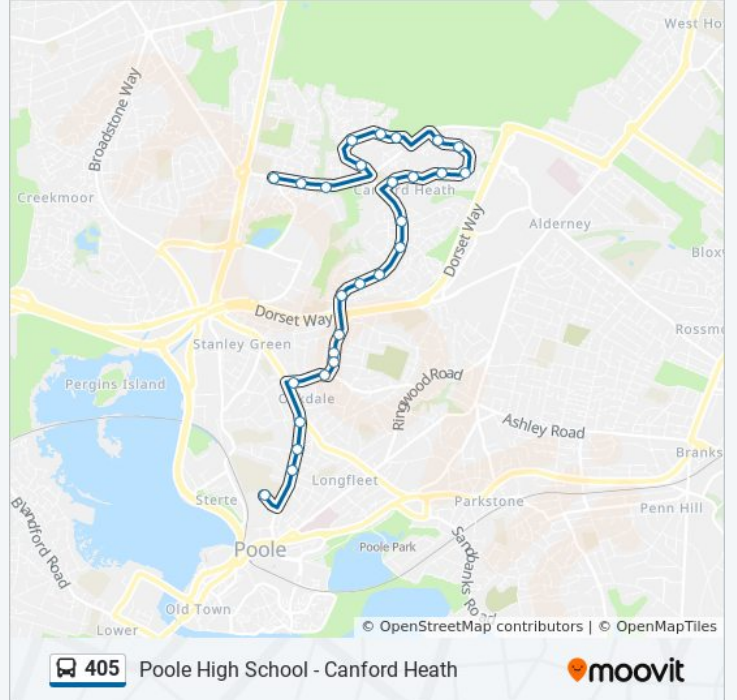 West Ho
Broadstone Way
Creekmoor
Canford Heath
Alderney
Dorset Way
Blox
Dorset Way
Stanley Green
Rossm
Pergins Island
Ringwood Road
Oakdale
Ashley Road
Branks
Longfleet
Sterte
Parkstone
Penn Hill
Blandford Road
Poole
Poole Park
Sandbanks Road
Old Town
Lower
© OpenStreetMap contributors | © OpenMapTiles
405 Poole High School - Canford Heath
moovit